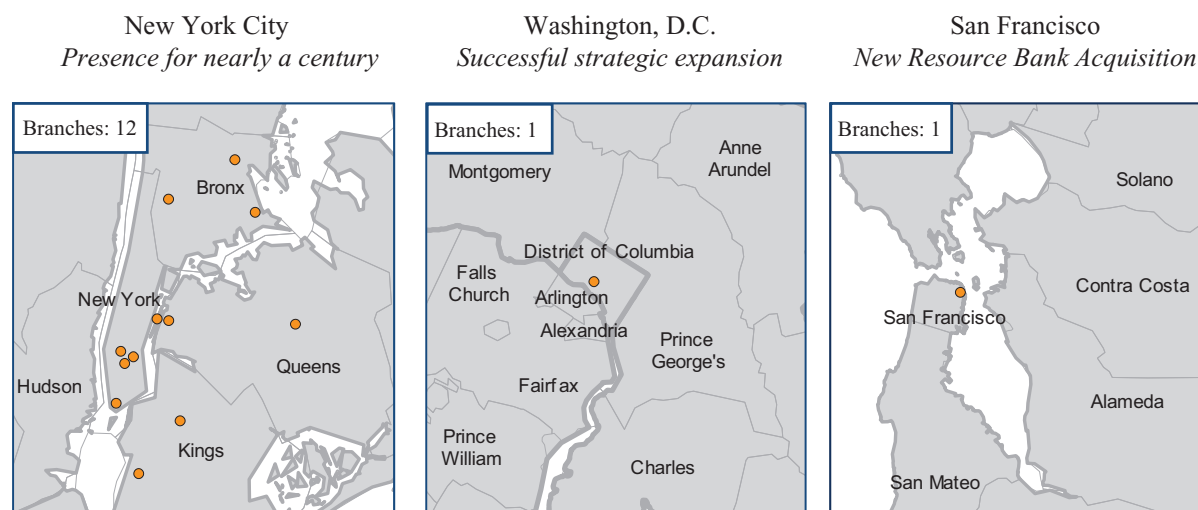 New York City
Presence for nearly a century
Branches: 12
Bronx
New York
Queens
Hudson
Kings
Washington, D.C.
Successful strategic expansion
Branches: 1
Montgomery
Anne
Arundel
District of Columbia
Falls
Church
Arlington
Alexandria
Prince
George's
Fairfax
Prince
William
Charles
San Francisco
New Resource Bank Acquisition
Branches: 1
Solano
Contra Costa
San Francisco
Alameda
San Mateo